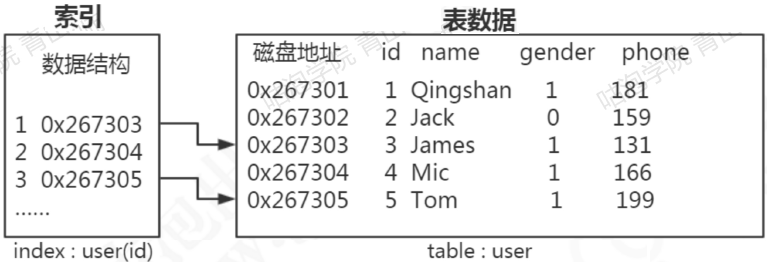 索引
数据结构
1 0x267303
2 0x267304
3 0x267305
......
index : user(id)
表数据
磁盘地址 id name gender phone
0x267301 1 Qingshan 1 181
0x267302 2 Jack 0 159
0x267303 3 James 1 131
0x267304 4 Mic 1 166
0x267305 5 Tom 1 199
table : user